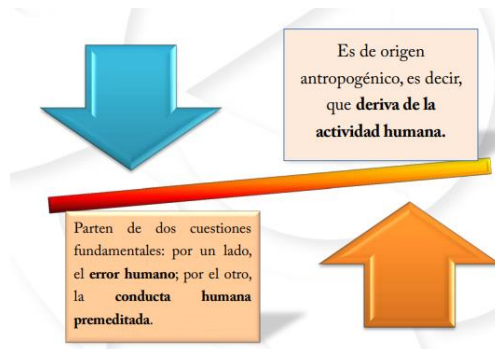 Es de origen
antropogénico, es decir,
que deriva de la
actividad humana.
Parten de dos cuestiones
fundamentales: por un lado,
el error humano; por el otro,
la conducta humana
premeditada.